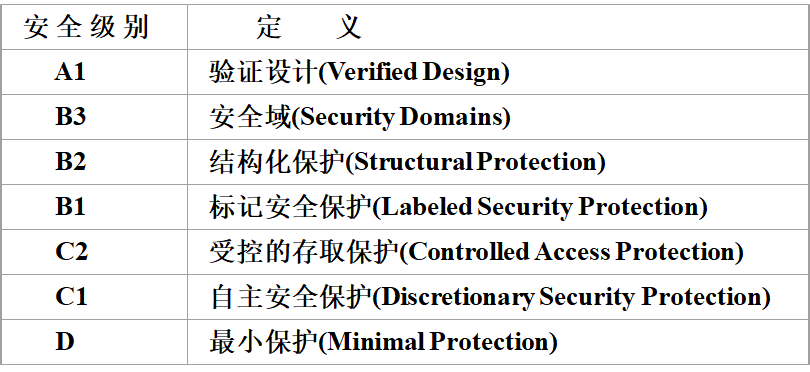 安全级别 定 义
A1 验证设计(Verified Design)
B3 安全域(Security Domains)
B2 结构化保护(Structural Protection)
B1 标记安全保护(Labeled Security Protection)
C2 受控的存取保护(Controlled Access Protection)
C1 自主安全保护(Discretionary Security Protection)
D 最小保护(Minimal Protection)